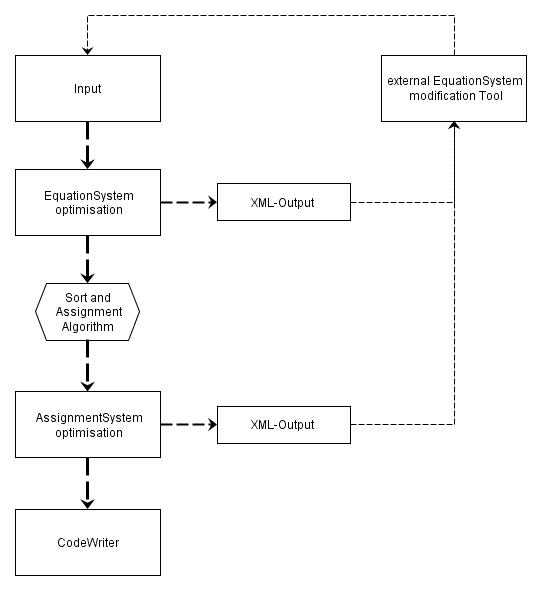 Input
external EquationSystem
modification Tool
EquationSystem
optimisation
XML-Output
Sort and
Assignment
Algorithm
AssignmentSystem
optimisation
XML-Output
CodeWriter